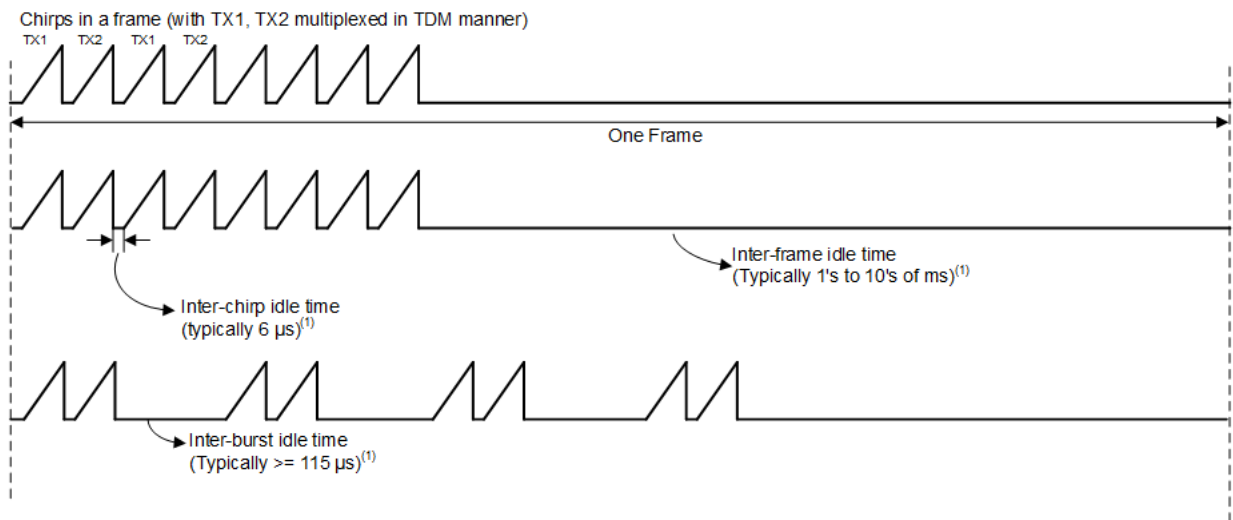 Chirps in a frame (with TX1, TX2 multiplexed in TDM manner)
TX1 TX2 TX1 TX2
One Frame
Inter-frame idle time
(Typically 1's to 10's of ms)(1)
Inter-chirp idle time
(typically 6 µs)(1)
Inter-burst idle time
(Typically >= 115 µs)(1)